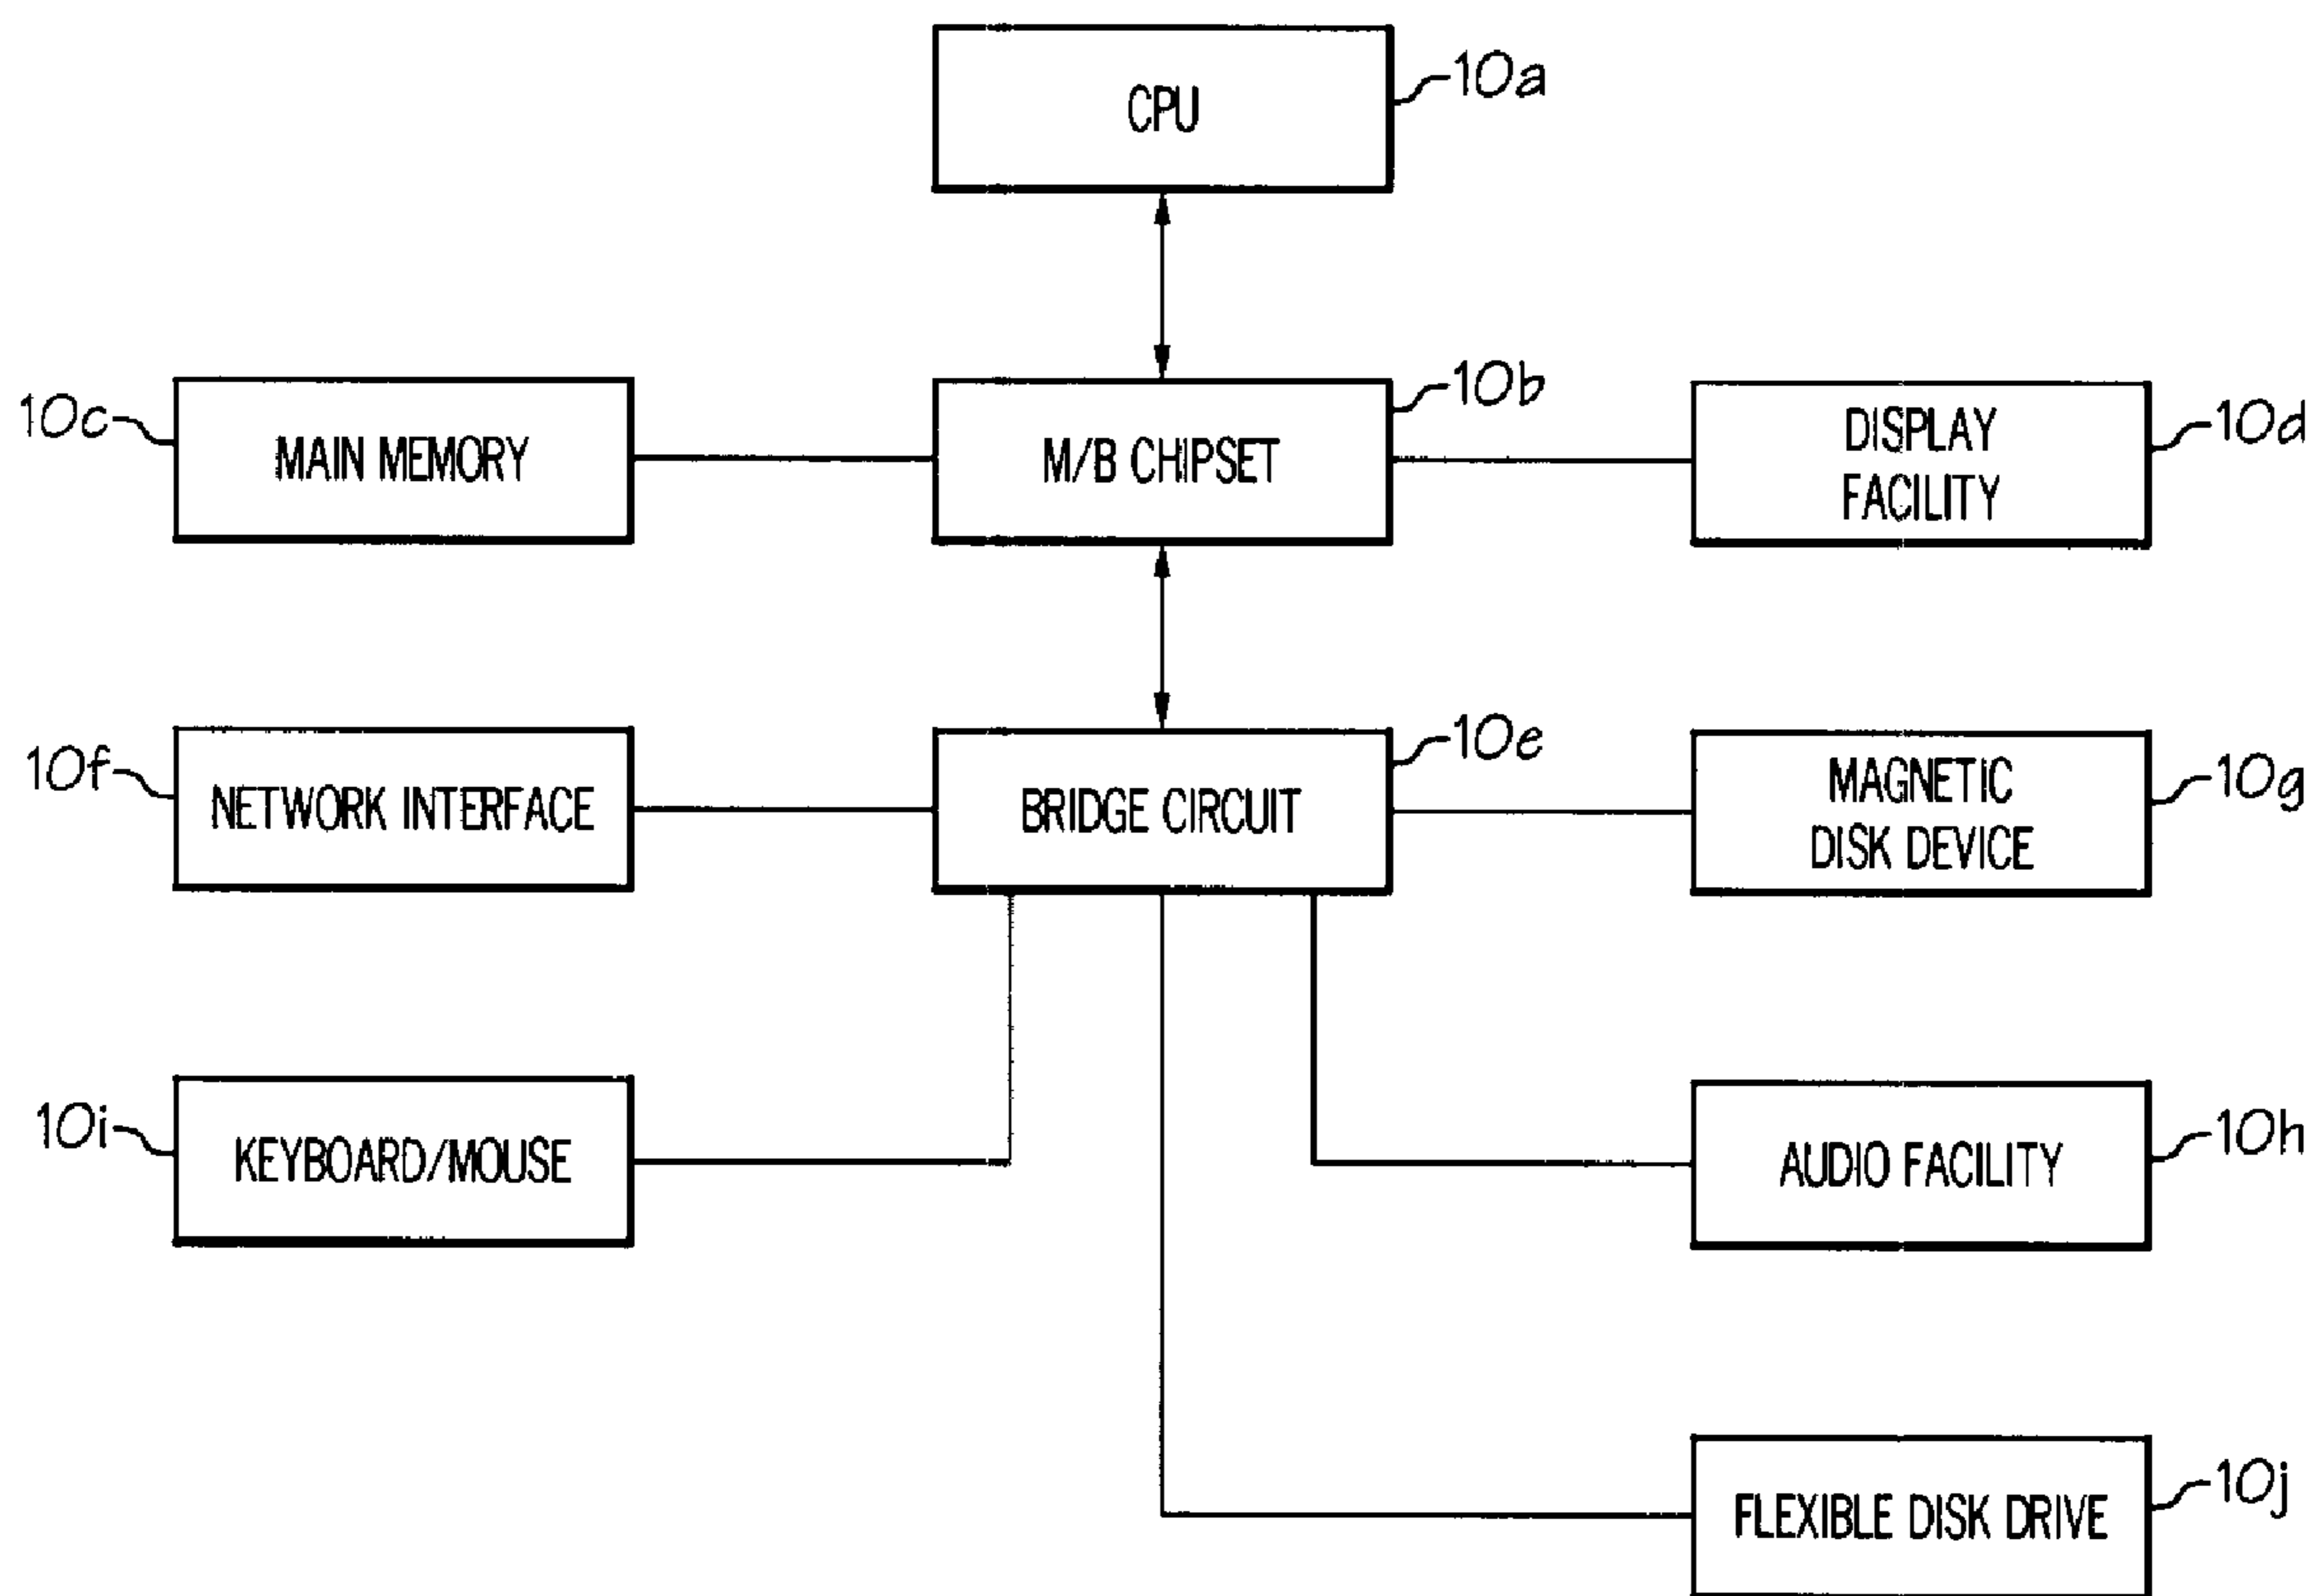 CPU
10a
10c
MAIN MEMORY
M/B CHIPSET
10b
DISPLAY
FACILITY
10d
10f
NETWORK INTERFACE
BRIDGE CIRCUIT
10e
MAGNETIC
DISK DEVICE
10g
10i
KEYBOARD/MOUSE
AUDIO FACILITY
10h
FLEXIBLE DISK DRIVE
10j